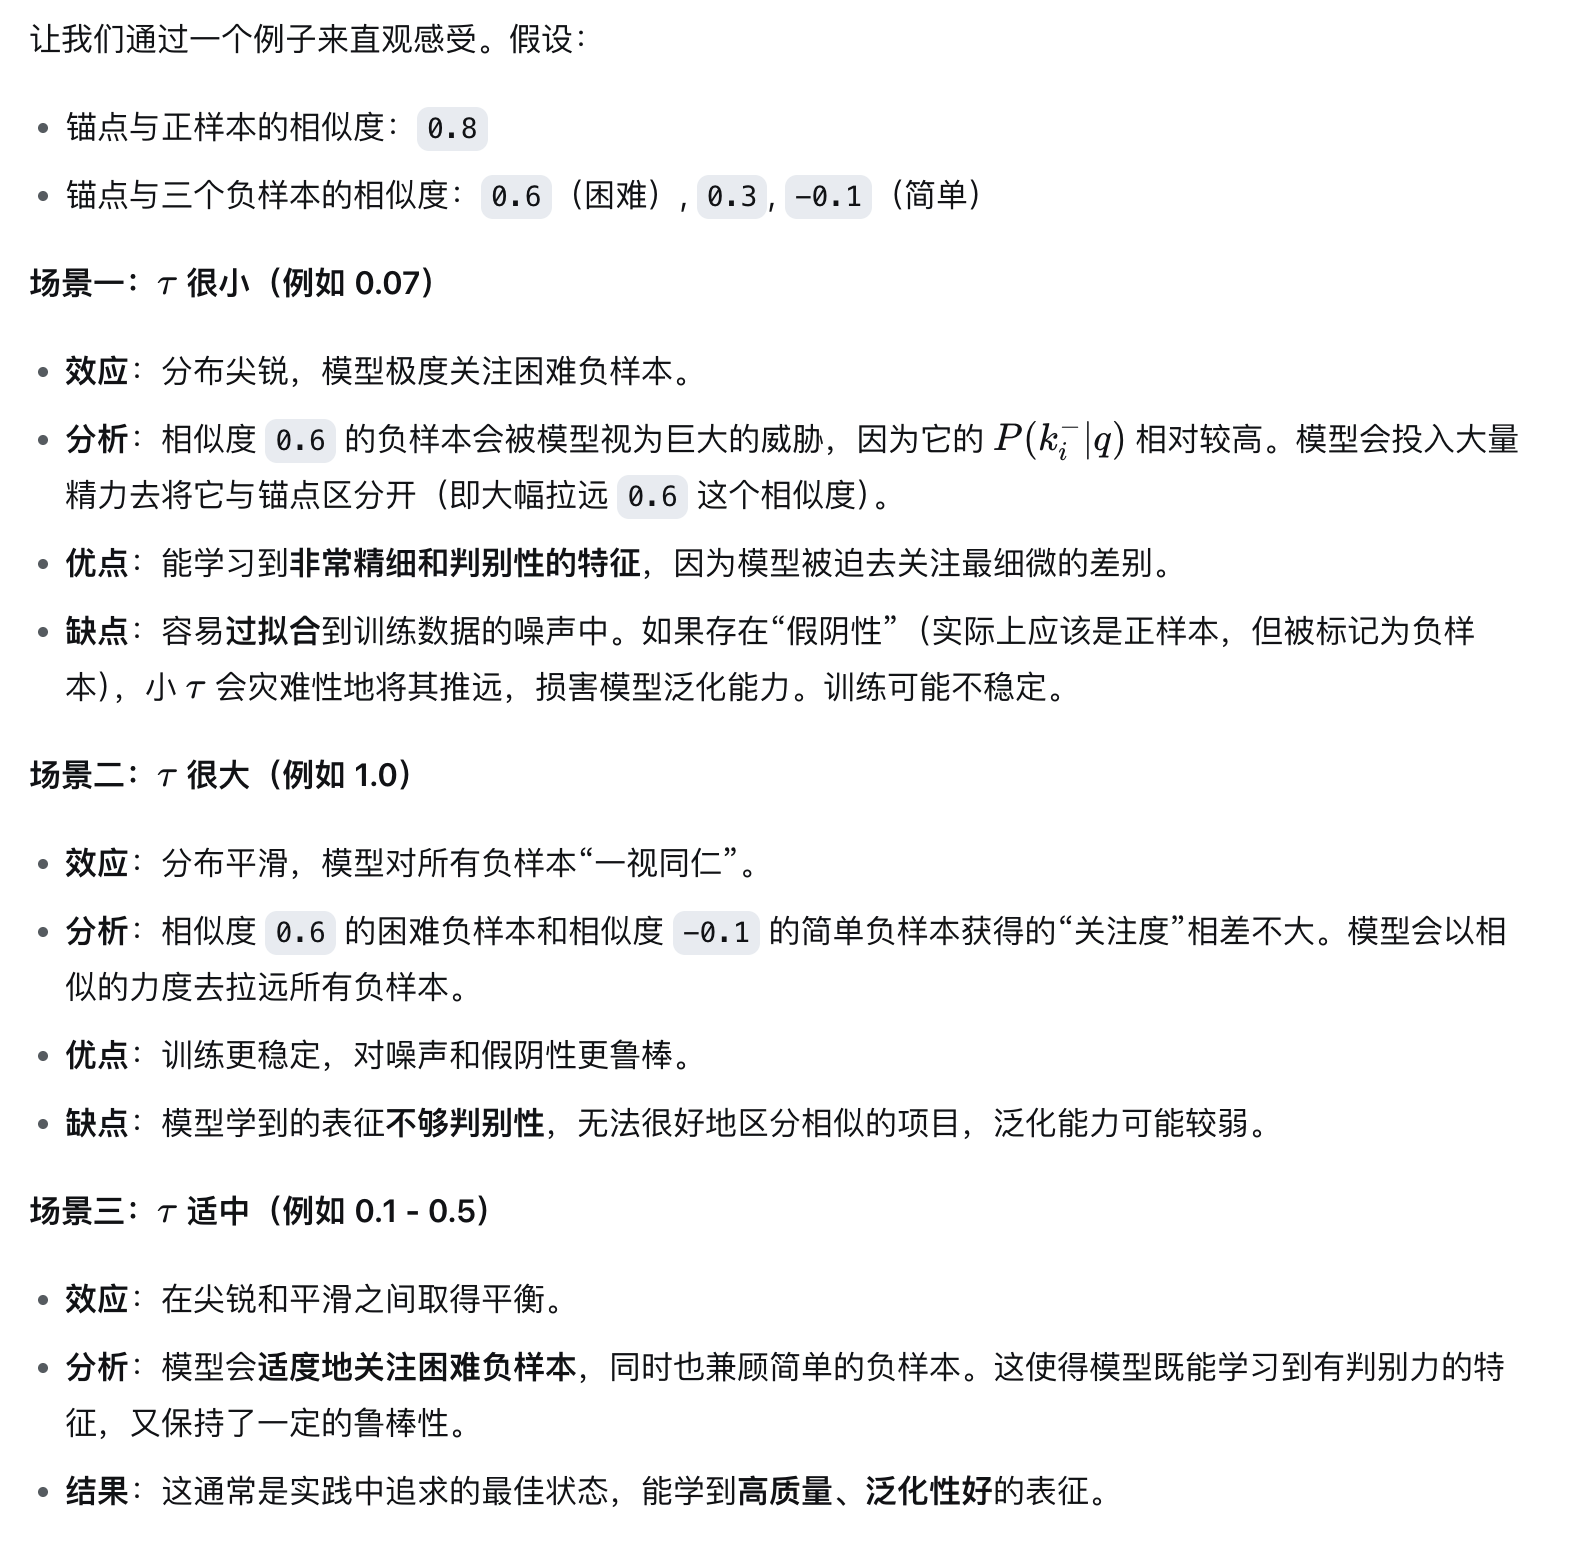 让我们通过一个例子来直观感受。假设：
• 锚点与正样本的相似度： 0.8
• 锚点与三个负样本的相似度： 0.6 （困难）, 0.3, -0.1 （简单）
场景一：τ 很小（例如 0.07）
• 效应：分布尖锐，模型极度关注困难负样本。
• 分析：相似度 0.6 的负样本会被模型视为巨大的威胁，因为它的 P(k_i^-|q) 相对较高。模型会投入大量
精力去将它与锚点区分开（即大幅拉远 0.6 这个相似度）。
• 优点：能学习到非常精细和判别性的特征，因为模型被迫去关注最细微的差别。
• 缺点：容易过拟合到训练数据的噪声中。如果存在“假阴性”（实际上应该是正样本，但被标记为负样
本），小 τ 会灾难性地将其推远，损害模型泛化能力。训练可能不稳定。
场景二：τ 很大（例如 1.0）
• 效应：分布平滑，模型对所有负样本“一视同仁”。
• 分析：相似度 0.6 的困难负样本和相似度 -0.1 的简单负样本获得的“关注度”相差不大。模型会以相
似的力度去拉远所有负样本。
• 优点：训练更稳定，对噪声和假阴性更鲁棒。
• 缺点：模型学到的表征不够判别性，无法很好地区分相似的项目，泛化能力可能较弱。
场景三：τ 适中（例如 0.1 - 0.5）
• 效应：在尖锐和平滑之间取得平衡。
• 分析：模型会适度地关注困难负样本，同时也兼顾简单的负样本。这使得模型既能学习到有判别力的特
征，又保持了一定的鲁棒性。
• 结果：这通常是实践中追求的最佳状态，能学到高质量、泛化性好的表征。